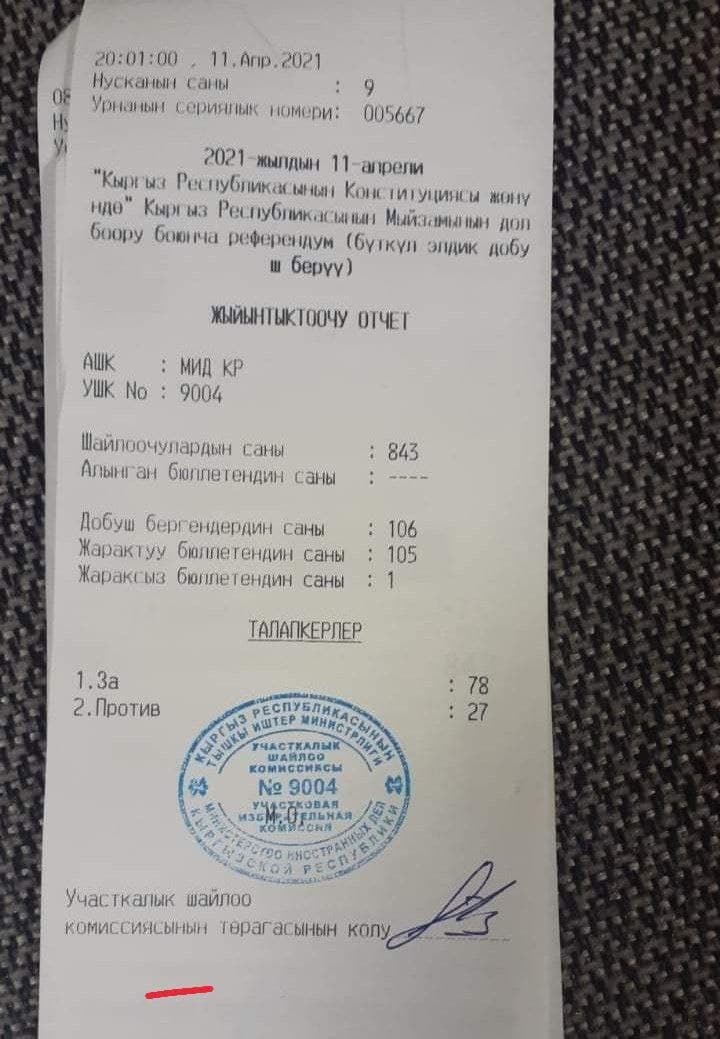 20:01:00 , 11.Апр.2021
Нусканын саны : 9
Урнанын сериялык номери: 005667
2021-жылдын 11-апрели
"Кыргыз Республикасынын Конституциясы жөнү
ндө" Кыргыз Республикасынын Мыйзамынын дол
боору боюнча референдум (бүткүл элдик добу
ш берүү)
ЖЫЙЫНТЫКТООЧУ ОТЧЕТ
АШК : МИД КР
УШК No : 9004
Шайлоочулардын саны : 843
Алынган бюллетендин саны : ----
Добуш бергендердин саны : 106
Жарактуу бюллетендин саны : 105
Жараксыз бюллетендин саны : 1
ТАЛАПКЕРЛЕР
1.За : 78
2.Против : 27
КЫРГЫЗ РЕСПУБЛИКАСЫНЫН
ТЫШКЫ ИШТЕР МИНИСТРЛИГИ
УЧАСТКАЛЫК
ШАЙЛОО
КОМИССИЯСЫ
№ 9004
УЧАСТКОВАЯ
ИЗБИРАТЕЛЬНАЯ
М.О.
КОМИССИЯ
МИНИСТЕРСТВО ИНОСТРАННЫХ ДЕЛ
КЫРГЫЗСКОЙ РЕСПУБЛИКИ
Участкалык шайлоо
комиссиясынын төрагасынын колу